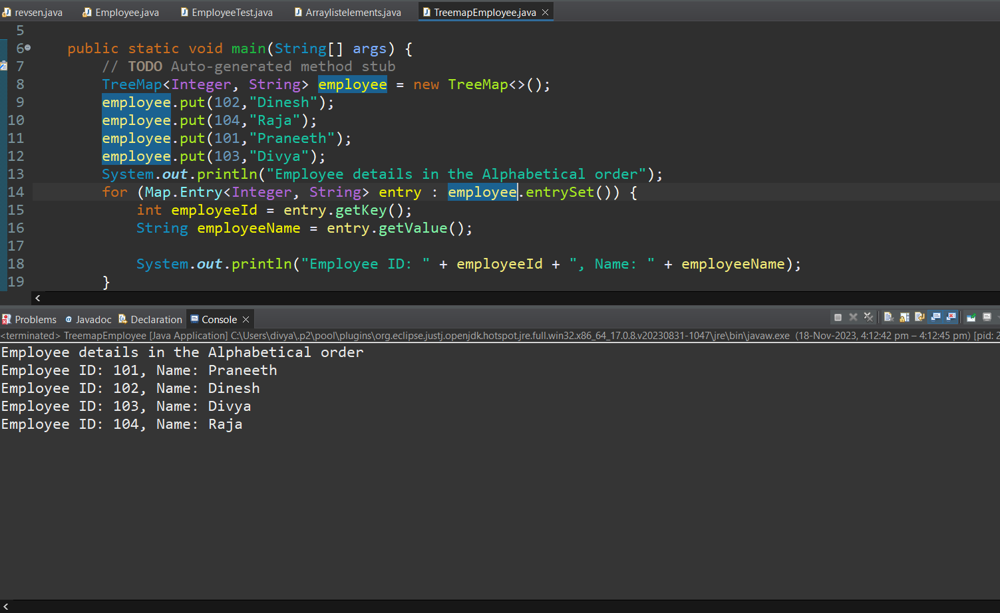 revsen.java Employee.java EmployeeTest.java Arraylistelements.java TreemapEmployee.java
5
6 public static void main(String[] args) {
7 // TODO Auto-generated method stub
8 TreeMap<Integer, String> employee = new TreeMap<>();
9 employee.put(102,"Dinesh");
10 employee.put(104,"Raja");
11 employee.put(101,"Praneeth");
12 employee.put(103,"Divya");
13 System.out.println("Employee details in the Alphabetical order");
14 for (Map.Entry<Integer, String> entry : employee.entrySet()) {
15 int employeeId = entry.getKey();
16 String employeeName = entry.getValue();
17
18 System.out.println("Employee ID: " + employeeId + ", Name: " + employeeName);
19 }
Problems Javadoc Declaration Console
<terminated> TreemapEmployee [Java Application] C:\Users\divya\.p2\pool\plugins\org.eclipse.justj.openjdk.hotspot.jre.full.win32.x86_64_17.0.8.v20230831-1047\jre\bin\javaw.exe (18-Nov-2023, 4:12:42 pm – 4:12:45 pm) [pid: 2
Employee details in the Alphabetical order
Employee ID: 101, Name: Praneeth
Employee ID: 102, Name: Dinesh
Employee ID: 103, Name: Divya
Employee ID: 104, Name: Raja